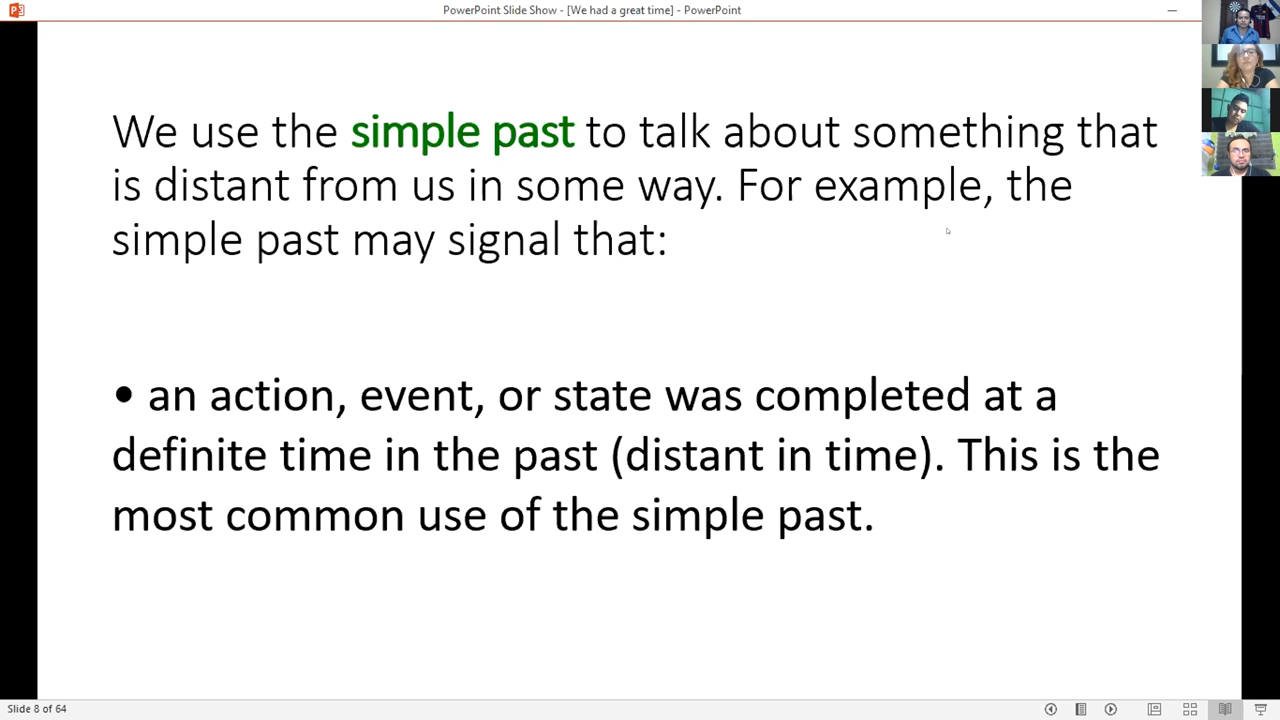 PowerPoint Slide Show - [We had a great time] - PowerPoint
We use the simple past to talk about something that
is distant from us in some way. For example, the
simple past may signal that:
• an action, event, or state was completed at a
definite time in the past (distant in time). This is the
most common use of the simple past.
Slide 8 of 64